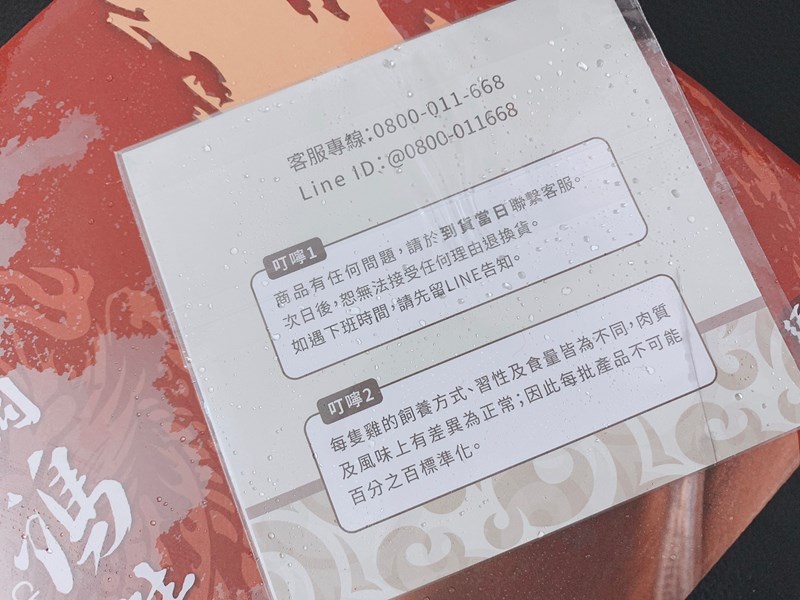 客服專線:0800-011-668
Line ID:@0800-011668
叮嚀1
商品有任何問題,請於到貨當日聯繫客服。
次日後,恕無法接受任何理由退換貨。
如遇下班時間,請先留LINE告知。
叮嚀2
每隻雞的飼養方式、習性及食量皆為不同,肉質
及風味上有差異為正常;因此每批產品不可能
百分之百標準化。